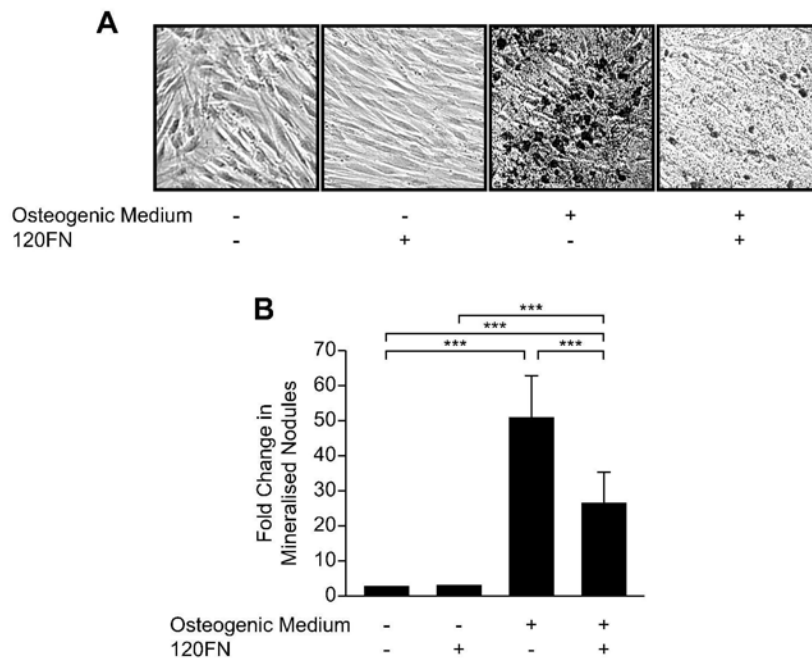 A
Osteogenic Medium - - + +
120FN - + - +
B
***
***
*** ***
70
60
50
40
30
20
10
0
Fold Change in
Mineralised Nodules
Osteogenic Medium - - + +
120FN - + - +